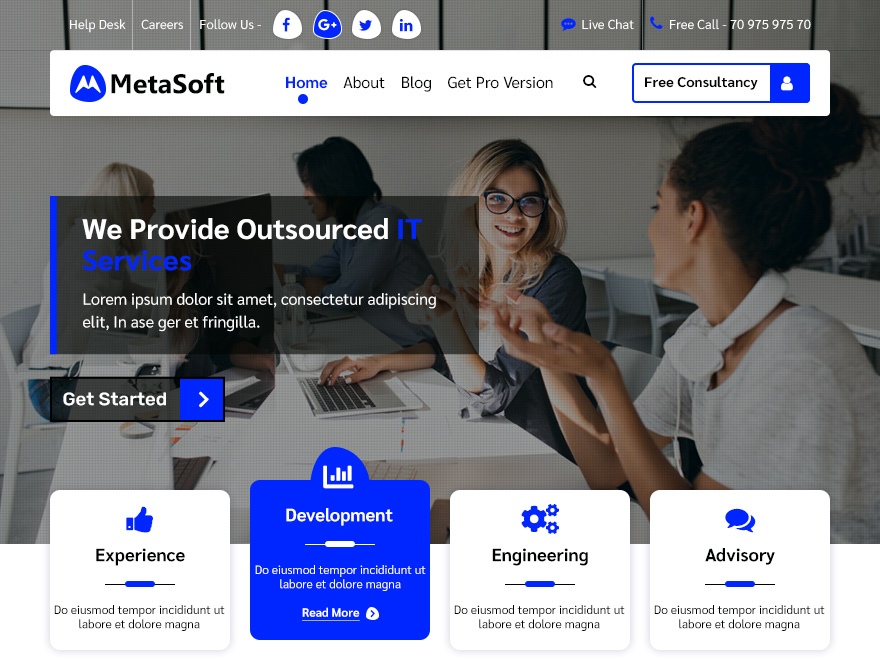 Help Desk Careers Follow Us - Live Chat Free Call - 70 975 975 70
MetaSoft Home About Blog Get Pro Version Free Consultancy
We Provide Outsourced IT
Services
Lorem ipsum dolor sit amet, consectetur adipiscing
elit, In ase ger et fringilla.
Get Started
Experience
Do eiusmod tempor incididunt ut
labore et dolore magna
Development
Do eiusmod tempor incididunt ut
labore et dolore magna
Read More
Engineering
Do eiusmod tempor incididunt ut
labore et dolore magna
Advisory
Do eiusmod tempor incididunt ut
labore et dolore magna